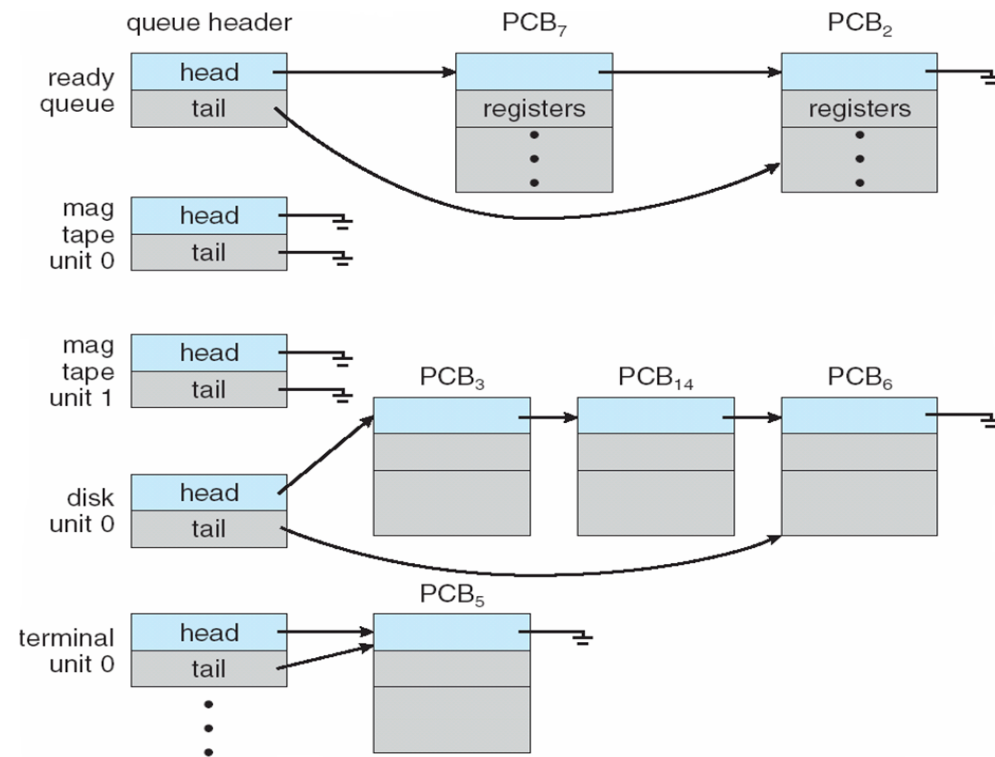 queue header
PCB₇
PCB₂
ready
queue
head
tail
registers
registers
mag
tape
unit 0
head
tail
mag
tape
unit 1
head
tail
PCB₃
PCB₁₄
PCB₆
disk
unit 0
head
tail
PCB₅
terminal
unit 0
head
tail